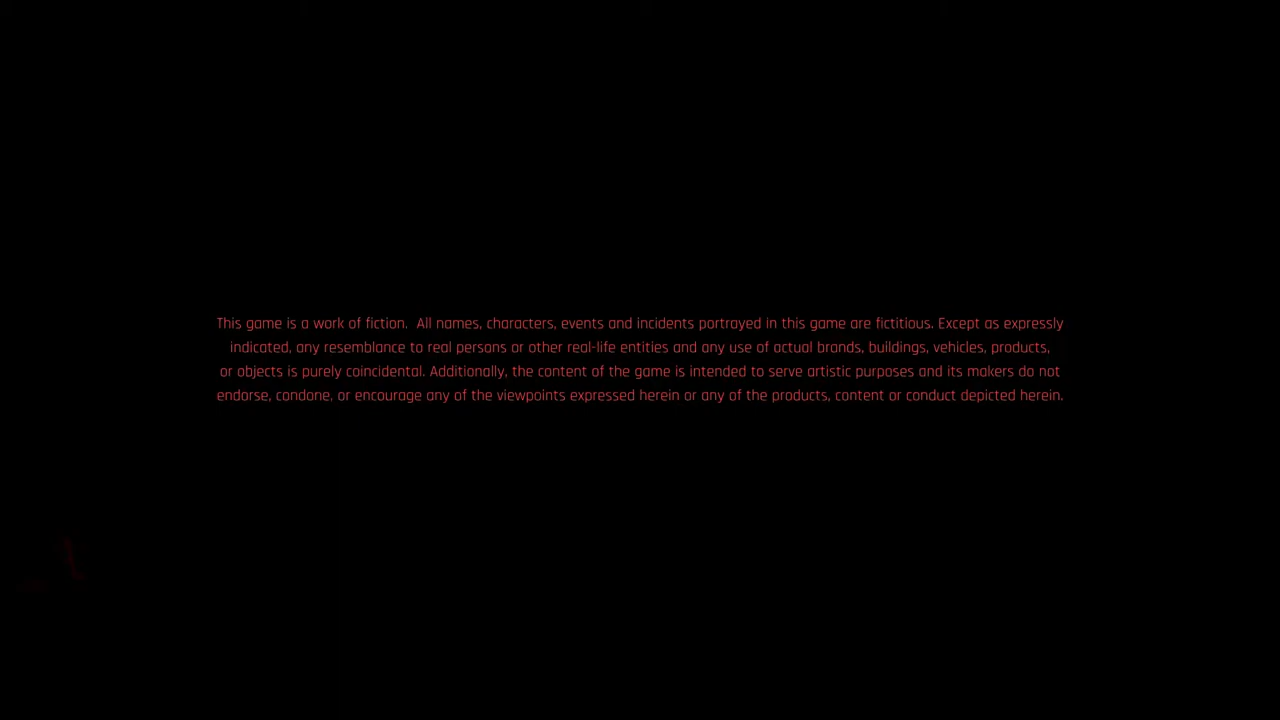 This game is a work of fiction.  All names, characters, events and incidents portrayed in this game are fictitious. Except as expressly
indicated, any resemblance to real persons or other real-life entities and any use of actual brands, buildings, vehicles, products,
or objects is purely coincidental. Additionally, the content of the game is intended to serve artistic purposes and its makers do not
endorse, condone, or encourage any of the viewpoints expressed herein or any of the products, content or conduct depicted herein.